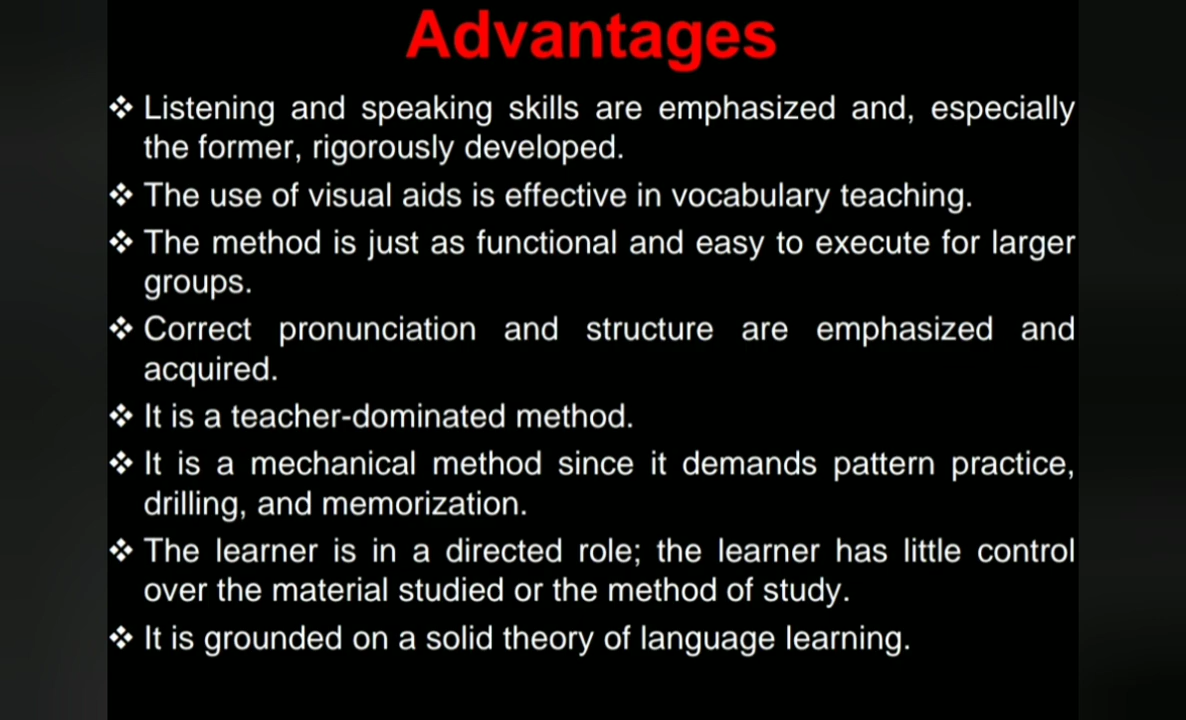 Advantages
❖ Listening and speaking skills are emphasized and, especially
the former, rigorously developed.
❖ The use of visual aids is effective in vocabulary teaching.
❖ The method is just as functional and easy to execute for larger
groups.
❖ Correct pronunciation and structure are emphasized and
acquired.
❖ It is a teacher-dominated method.
❖ It is a mechanical method since it demands pattern practice,
drilling, and memorization.
❖ The learner is in a directed role; the learner has little control
over the material studied or the method of study.
❖ It is grounded on a solid theory of language learning.